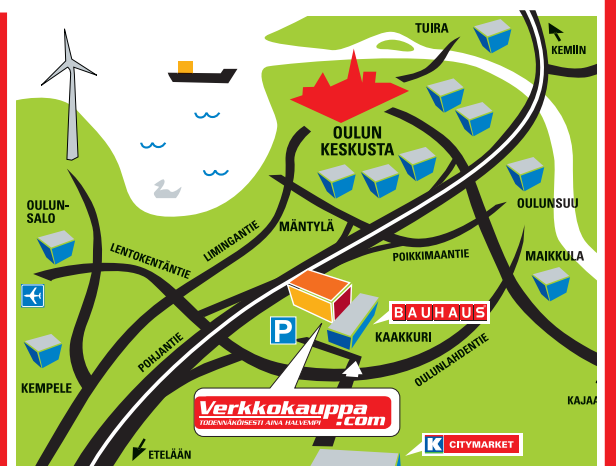 TUIRA
KEMIIN
OULUN
KESKUSTA
OULUN-
SALO
LENTOKENTÄNTIE
LIMINGANTIE
MÄNTYLÄ
OULUNSUU
POIKKIMAANTIE
MAIKKULA
BAUHAUS
P
KAAKKURI
POHJANTIE
OULUNLAHDENTIE
KEMPELE
Verkkokauppa
.com
TODENNÄKÖISESTI AINA HALVEMPI
KAJAA
K CITYMARKET
ETELÄÄN